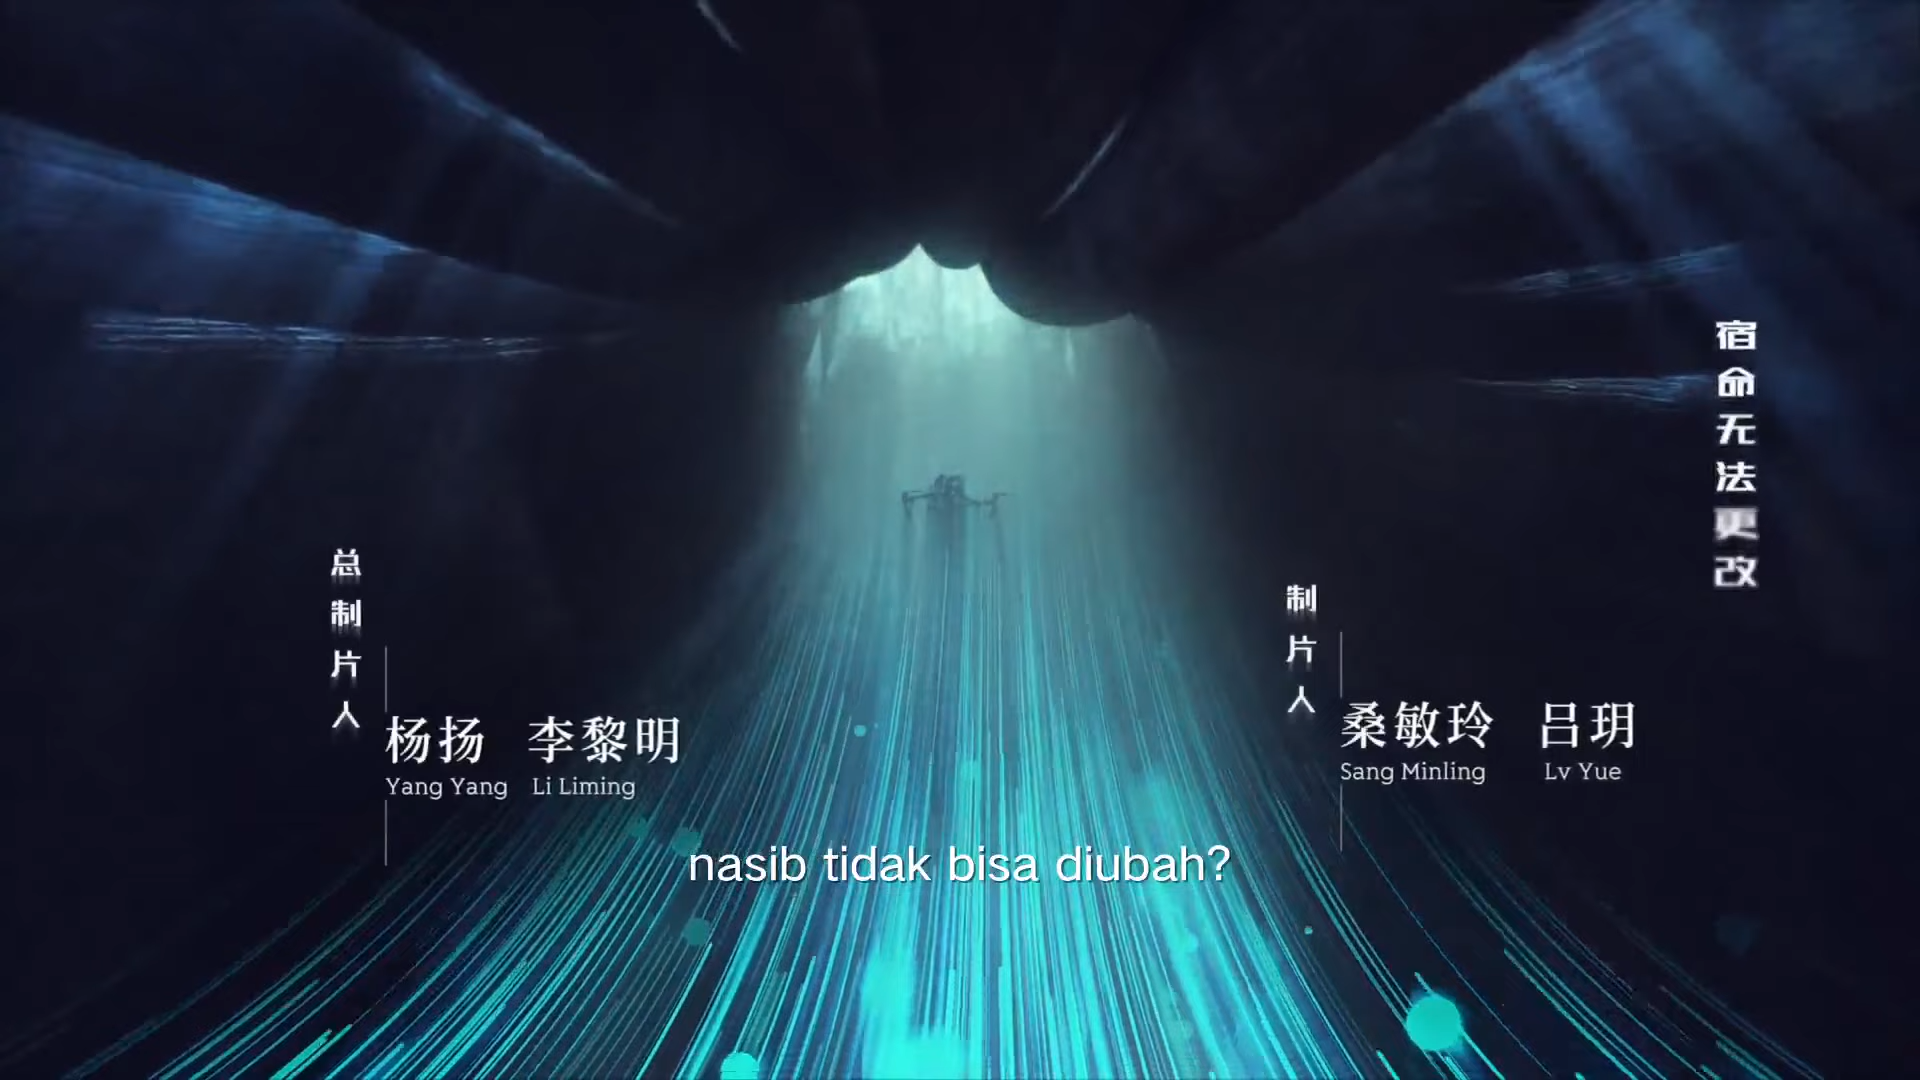 总制片人
杨扬 李黎明
Yang Yang Li Liming
制片人
桑敏玲 吕玥
Sang Minling Lv Yue
宿命无法更改
nasib tidak bisa diubah?